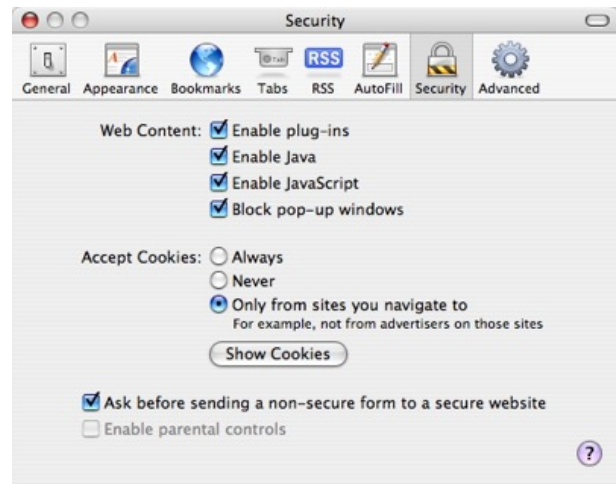 Security
Tab
RSS
General Appearance Bookmarks Tabs RSS AutoFill Security Advanced
Web Content: Enable plug-ins
Enable Java
Enable JavaScript
Block pop-up windows
Accept Cookies: Always
Never
Only from sites you navigate to
For example, not from advertisers on those sites
Show Cookies
Ask before sending a non-secure form to a secure website
Enable parental controls
?